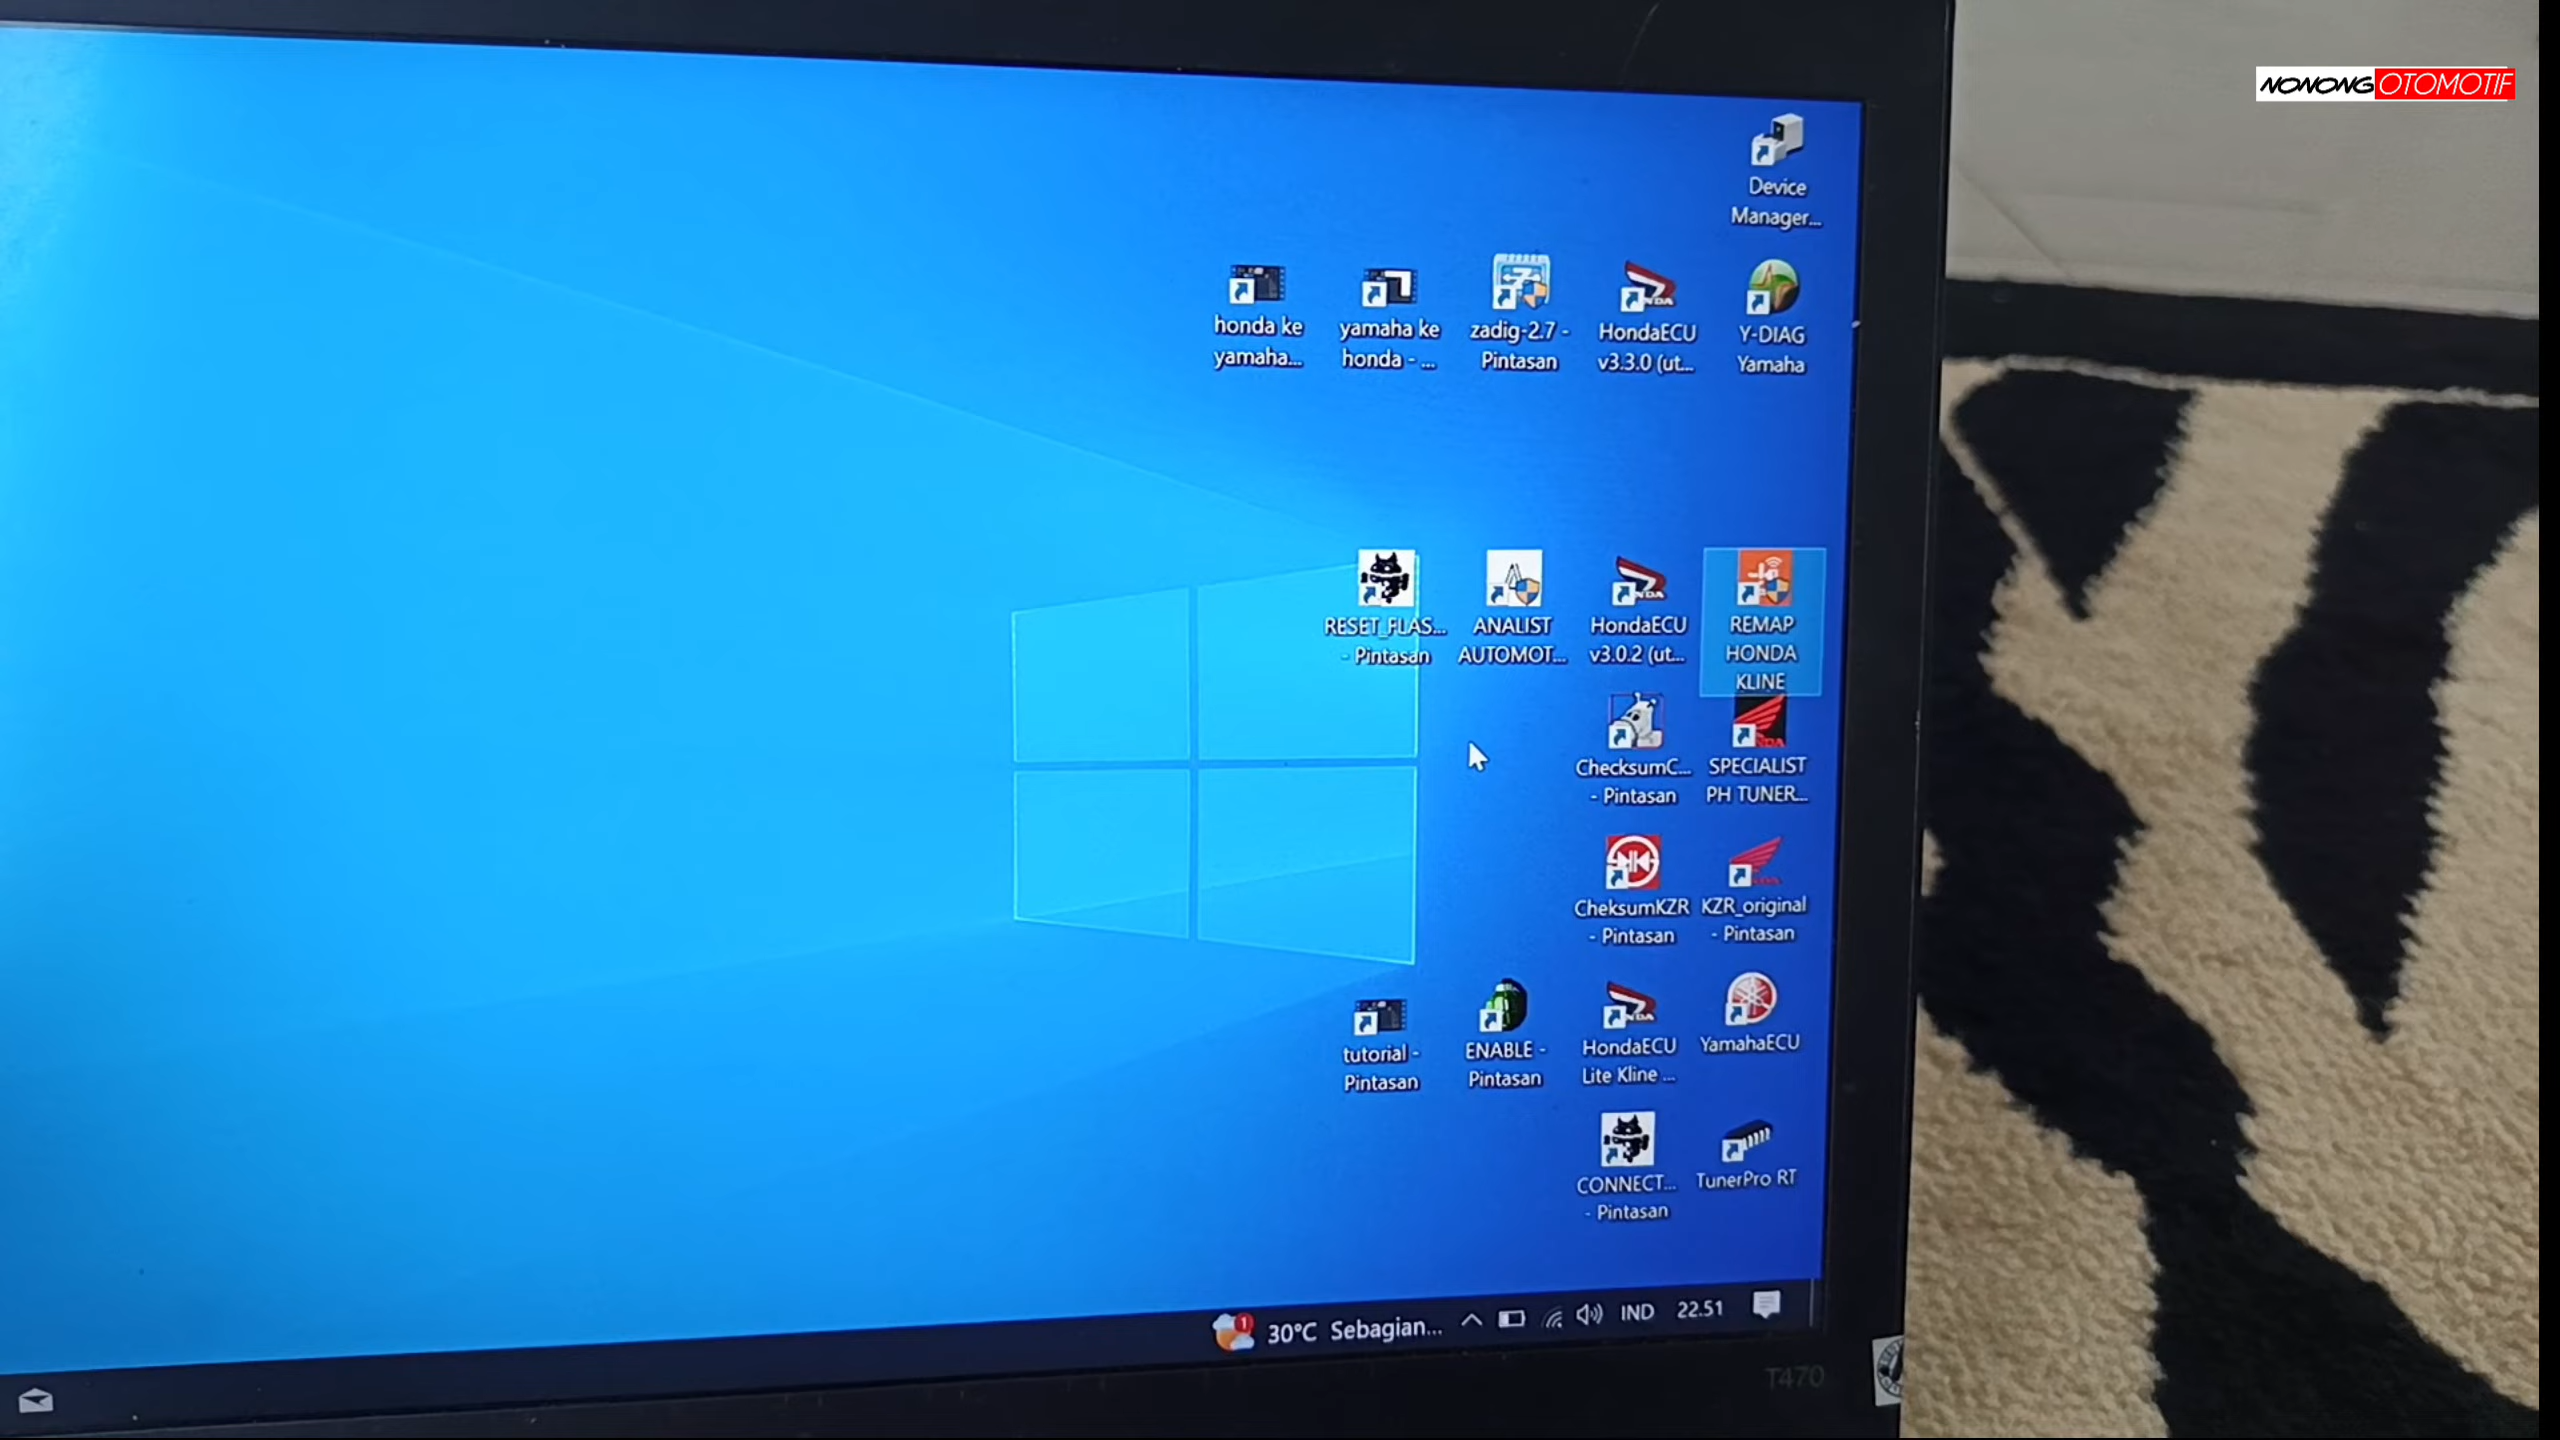 NONONG OTOMOTIF
Device
Manager...
honda ke
yamaha...
yamaha ke
honda - ...
zadig-2.7 -
Pintasan
HondaECU
v3.3.0 (ut...
Y-DIAG
Yamaha
RESET_FLAS...
- Pintasan
ANALIST
AUTOMOT...
HondaECU
v3.0.2 (ut...
REMAP
HONDA
KLINE
ChecksumC...
- Pintasan
SPECIALIST
PH TUNER...
CheksumKZR
- Pintasan
KZR_original
- Pintasan
tutorial -
Pintasan
ENABLE -
Pintasan
HondaECU
Lite Kline ...
YamahaECU
CONNECT...
- Pintasan
TunerPro RT
1
30°C Sebagian...
IND
22.51
T470